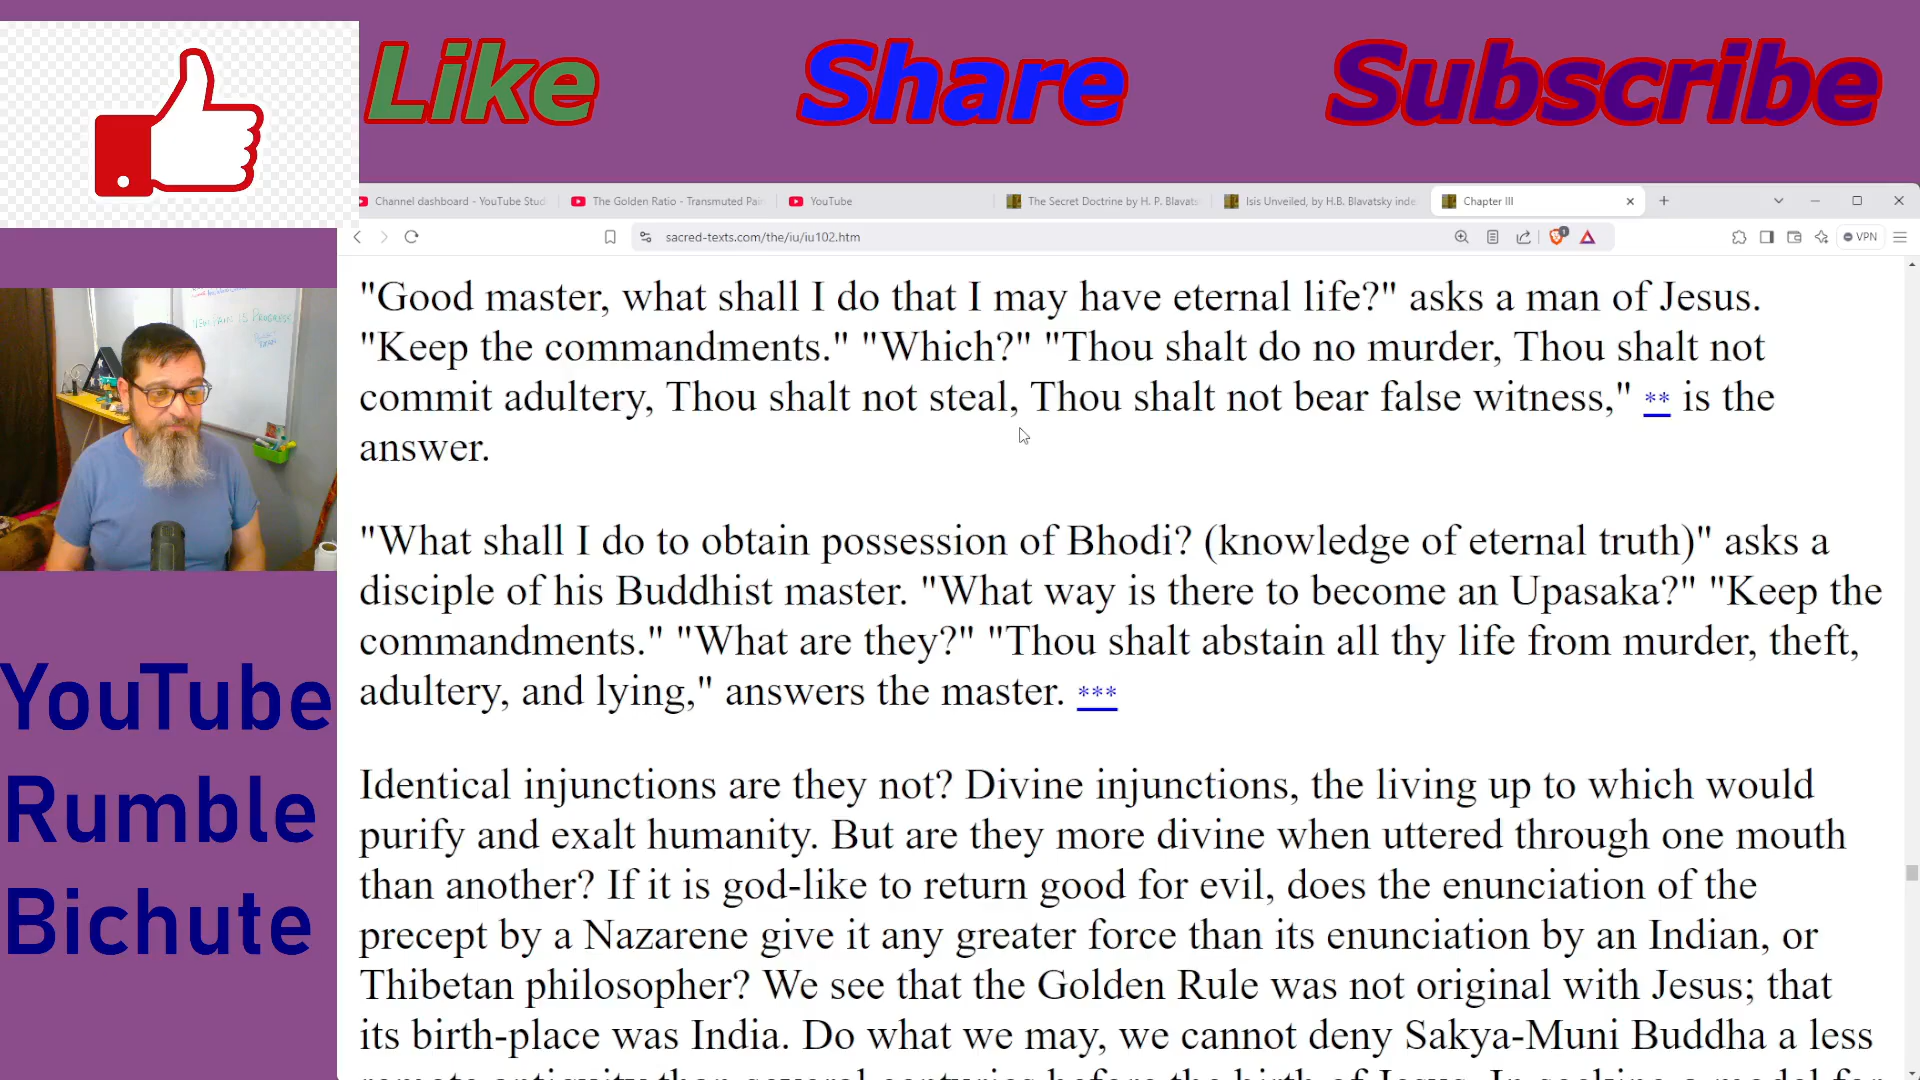 Like Share Subscribe
Channel dashboard - YouTube Stud
The Golden Ratio - Transmuted Pai
YouTube
The Secret Doctrine by H. P. Blavats
Isis Unveiled, by H.B. Blavatsky inde
Chapter III
sacred-texts.com/the/iu/iu102.htm
1
VPN
"Good master, what shall I do that I may have eternal life?" asks a man of Jesus.
"Keep the commandments." "Which?" "Thou shalt do no murder, Thou shalt not
commit adultery, Thou shalt not steal, Thou shalt not bear false witness," ** is the
answer.
"What shall I do to obtain possession of Bhodi? (knowledge of eternal truth)" asks a
disciple of his Buddhist master. "What way is there to become an Upasaka?" "Keep the
commandments." "What are they?" "Thou shalt abstain all thy life from murder, theft,
adultery, and lying," answers the master. ***
Identical injunctions are they not? Divine injunctions, the living up to which would
purify and exalt humanity. But are they more divine when uttered through one mouth
than another? If it is god-like to return good for evil, does the enunciation of the
precept by a Nazarene give it any greater force than its enunciation by an Indian, or
Thibetan philosopher? We see that the Golden Rule was not original with Jesus; that
its birth-place was India. Do what we may, we cannot deny Sakya-Muni Buddha a less
YouTube
Rumble
Bichute